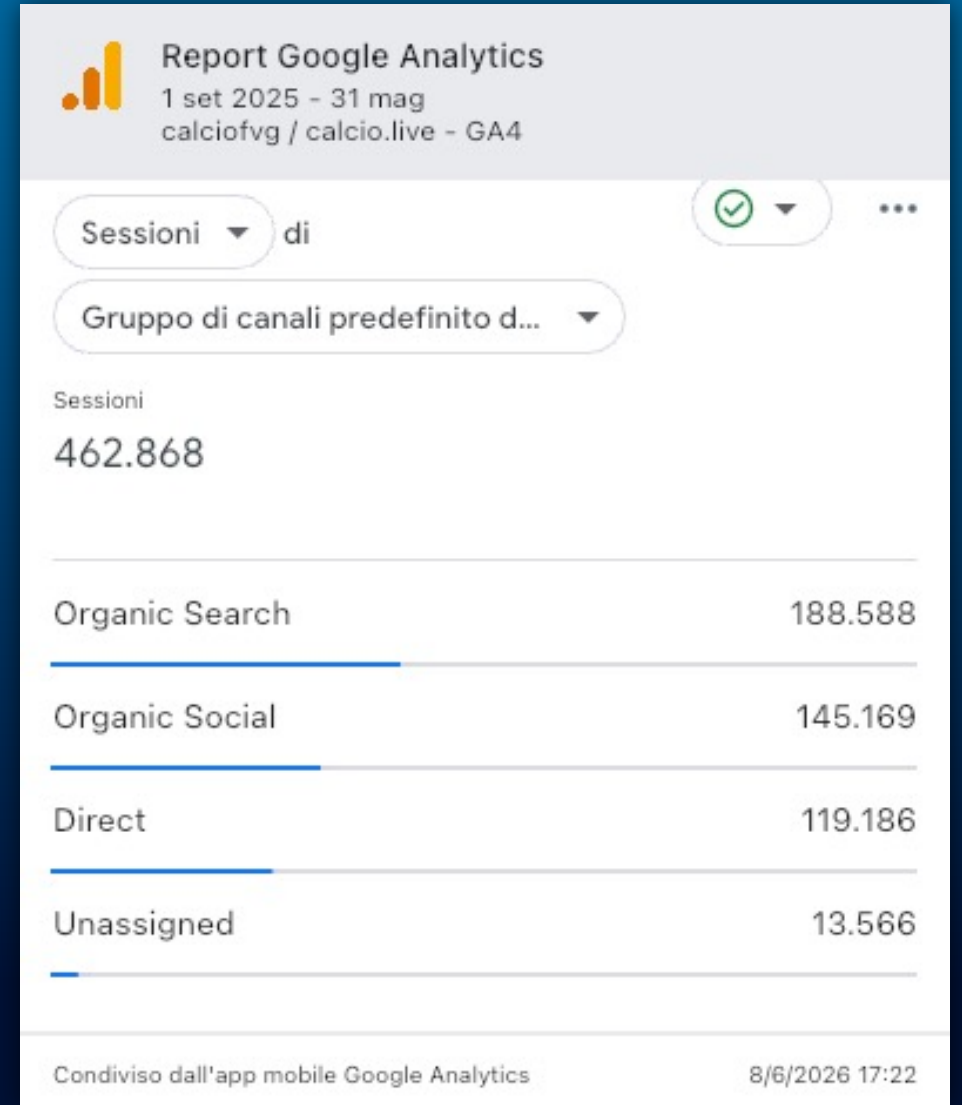 Report Google Analytics
1 set 2025 - 31 mag
calciofvg / calcio.live - GA4
Sessioni di
Gruppo di canali predefinito d...
Sessioni
462.868
Organic Search 188.588
Organic Social 145.169
Direct 119.186
Unassigned 13.566
Condiviso dall'app mobile Google Analytics 8/6/2026 17:22